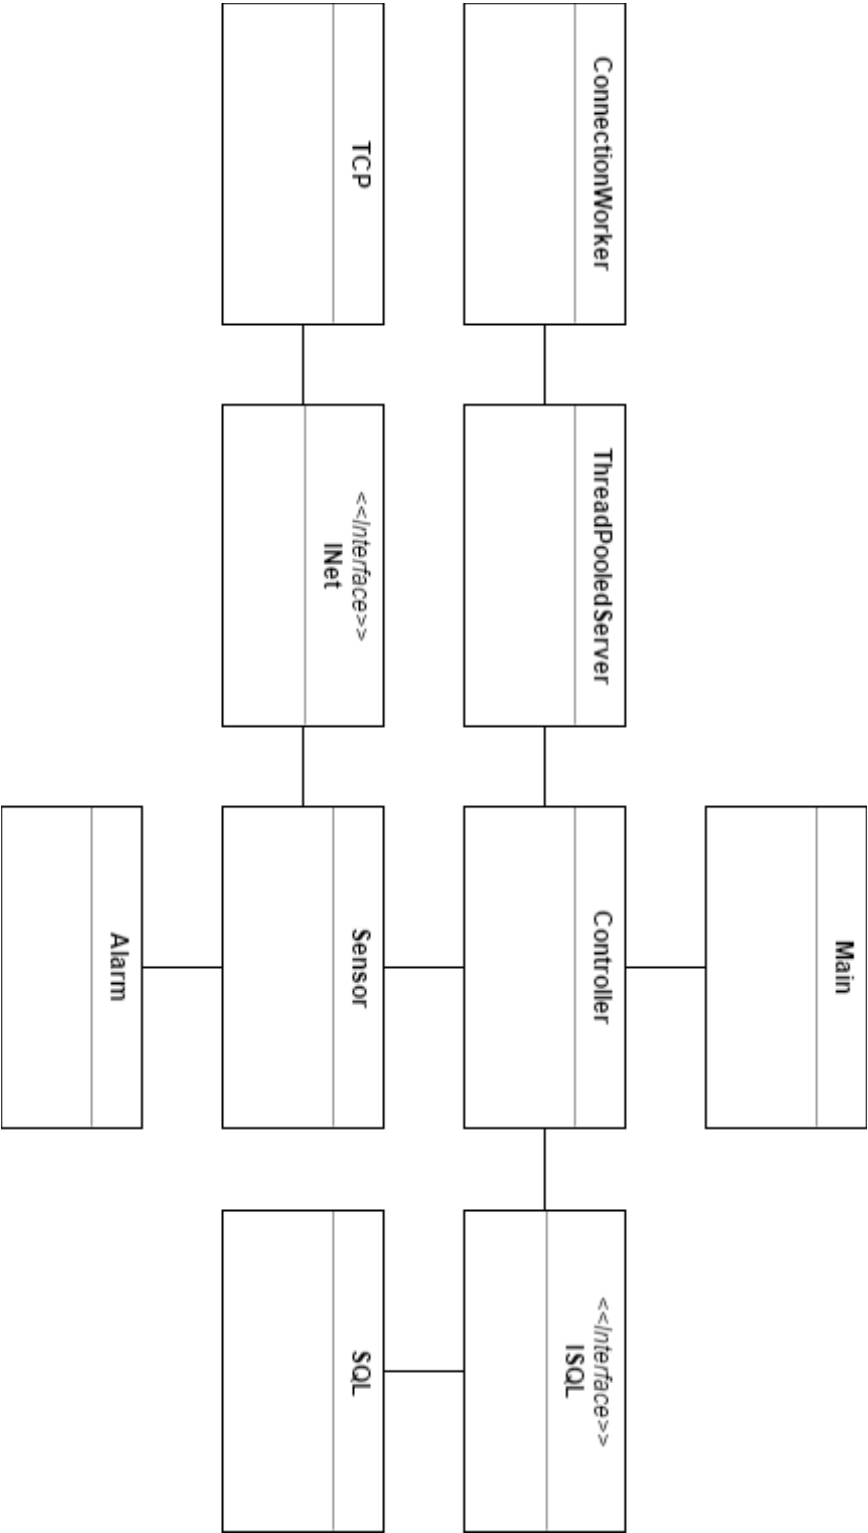 Main
ConnectionWorker
ThreadPooledServer
Controller
<<Interface>>
ISQL
TCP
<<Interface>>
INet
Sensor
SQL
Alarm